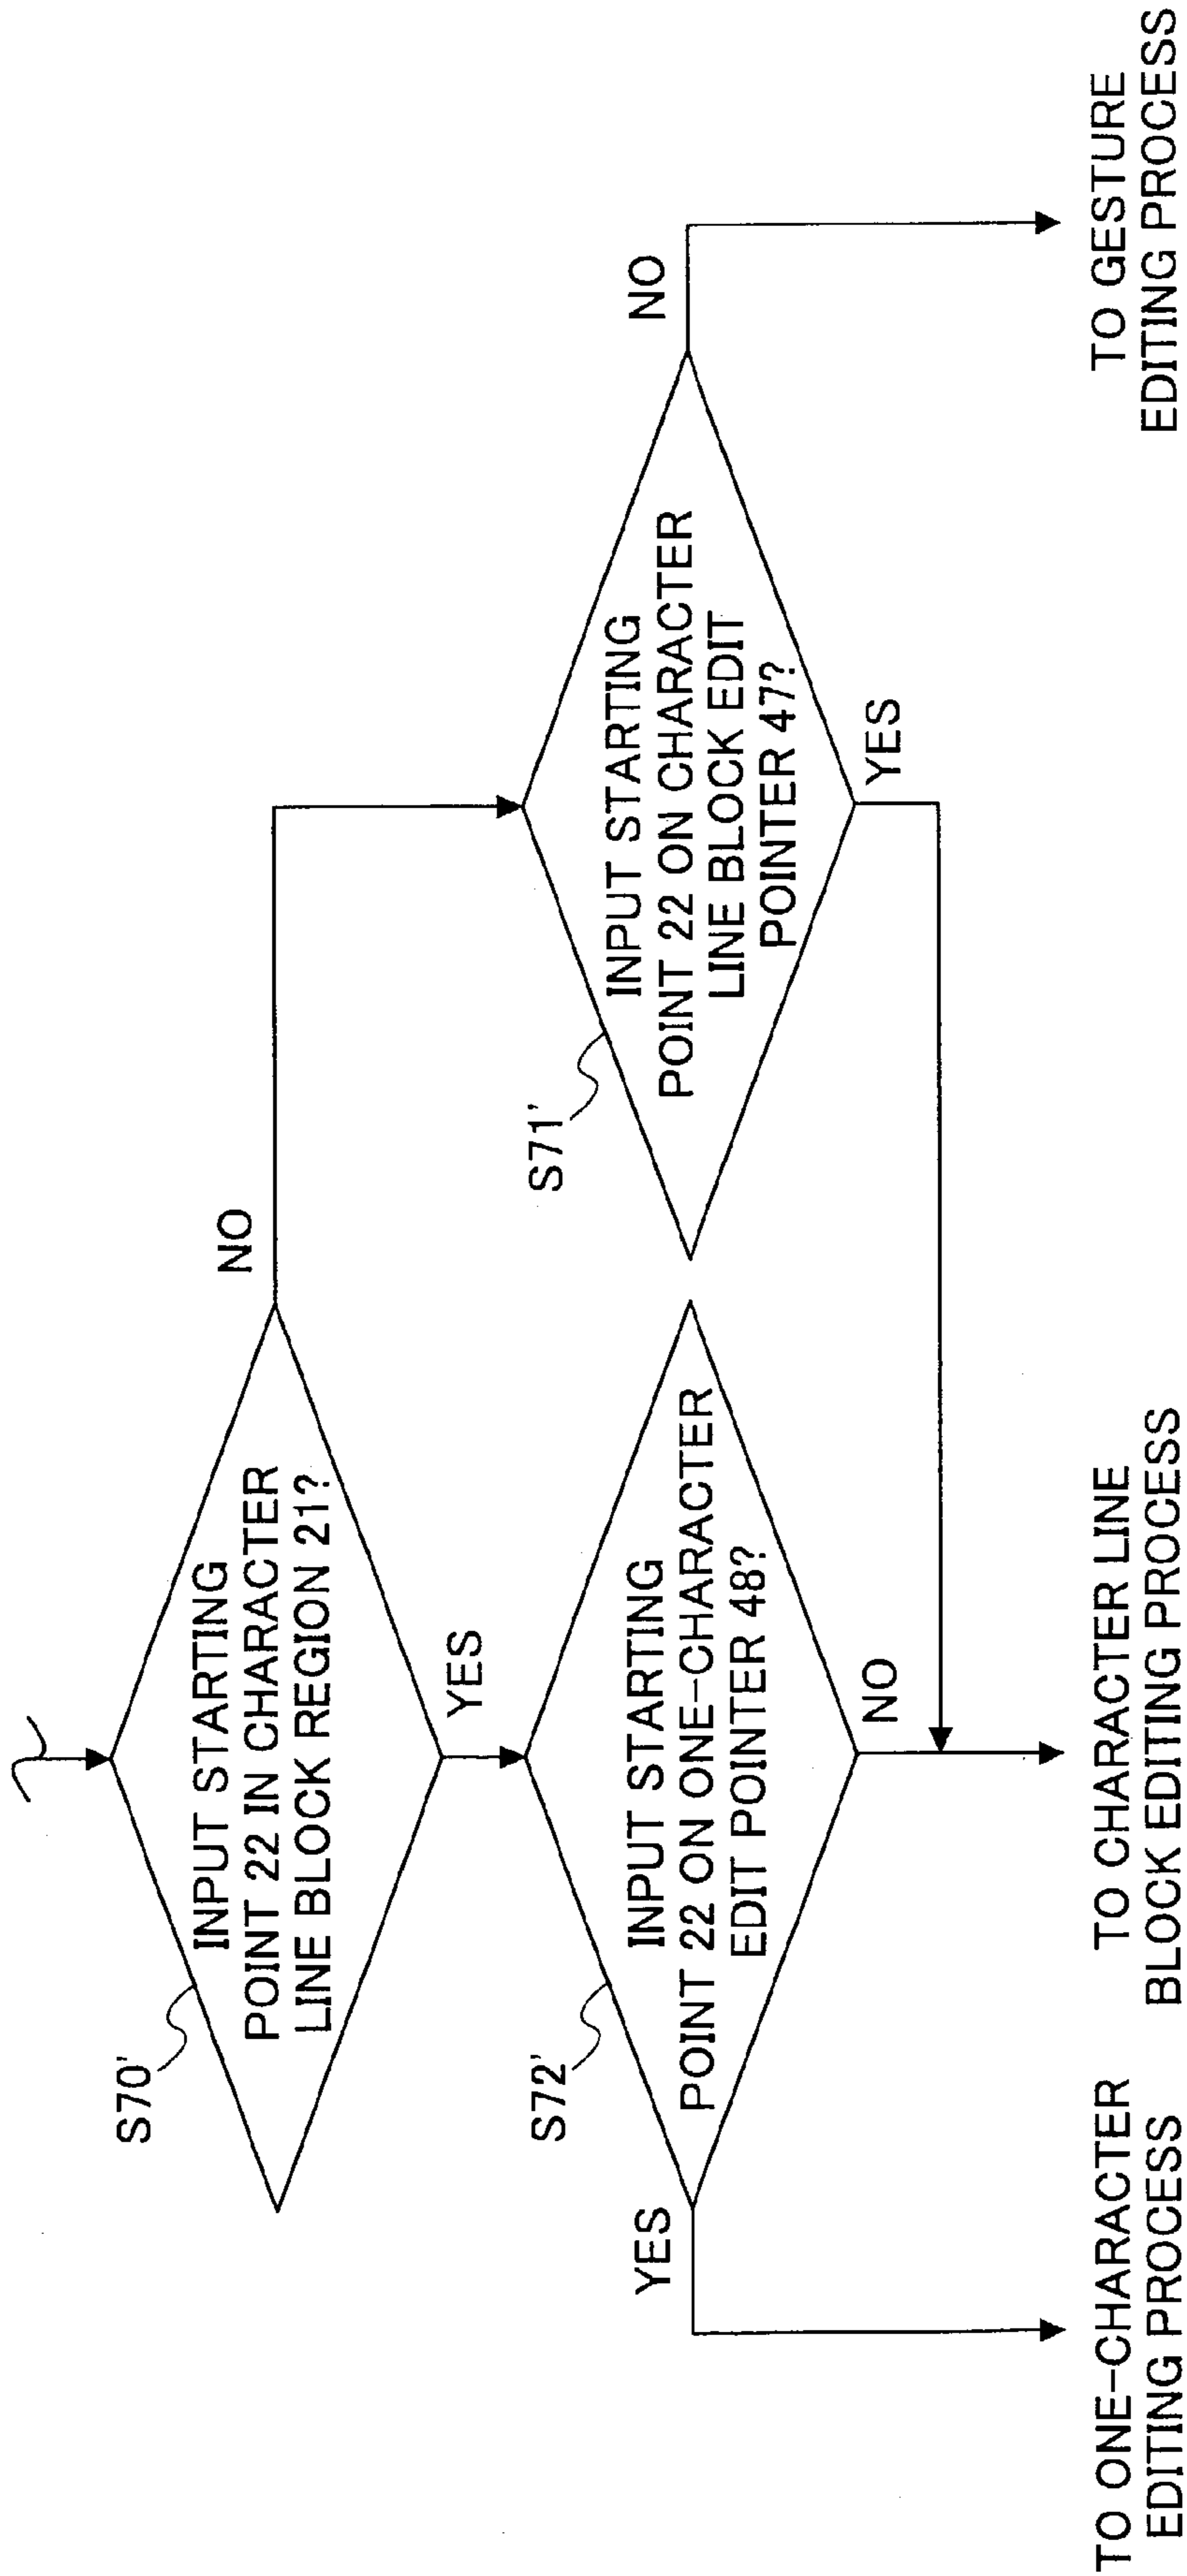 S70'
INPUT STARTING
POINT 22 IN CHARACTER
LINE BLOCK REGION 21?
NO
YES
S72'
INPUT STARTING
POINT 22 ON ONE-CHARACTER
EDIT POINTER 48?
YES
NO
S71'
INPUT STARTING
POINT 22 ON CHARACTER
LINE BLOCK EDIT
POINTER 47?
NO
YES
TO ONE-CHARACTER
EDITING PROCESS
TO CHARACTER LINE
BLOCK EDITING PROCESS
TO GESTURE
EDITING PROCESS